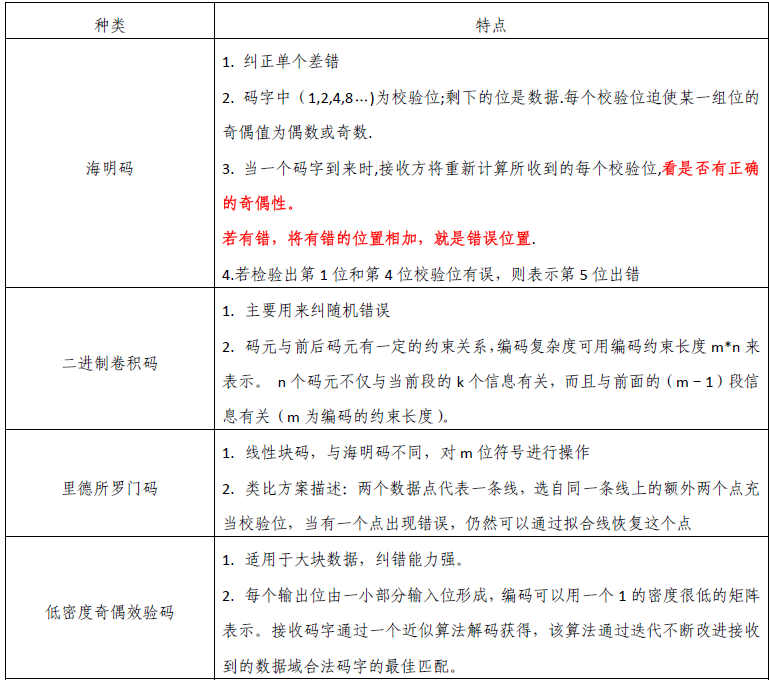 种类
特点
海明码
1. 纠正单个差错
2. 码字中（1,2,4,8…)为校验位;剩下的位是数据.每个校验位迫使某一组位的
奇偶值为偶数或奇数.
3. 当一个码字到来时,接收方将重新计算所收到的每个校验位,看是否有正确
的奇偶性。
若有错，将有错的位置相加，就是错误位置.
4.若检验出第 1 位和第 4 位校验位有误，则表示第 5 位出错
二进制卷积码
1. 主要用来纠随机错误
2. 码元与前后码元有一定的约束关系,编码复杂度可用编码约束长度 m*n 来
表示。 n 个码元不仅与当前段的 k 个信息有关，而且与前面的（m－1）段信
息有关（m 为编码的约束长度）。
里德所罗门码
1. 线性块码，与海明码不同，对 m 位符号进行操作
2. 类比方案描述：两个数据点代表一条线，选自同一条线上的额外两个点充
当校验位，当有一个点出现错误，仍然可以通过拟合线恢复这个点
低密度奇偶效验码
1. 适用于大块数据，纠错能力强。
2. 每个输出位由一小部分输入位形成，编码可以用一个 1 的密度很低的矩阵
表示。接收码字通过一个近似算法解码获得，该算法通过迭代不断改进接收
到的数据域合法码字的最佳匹配。